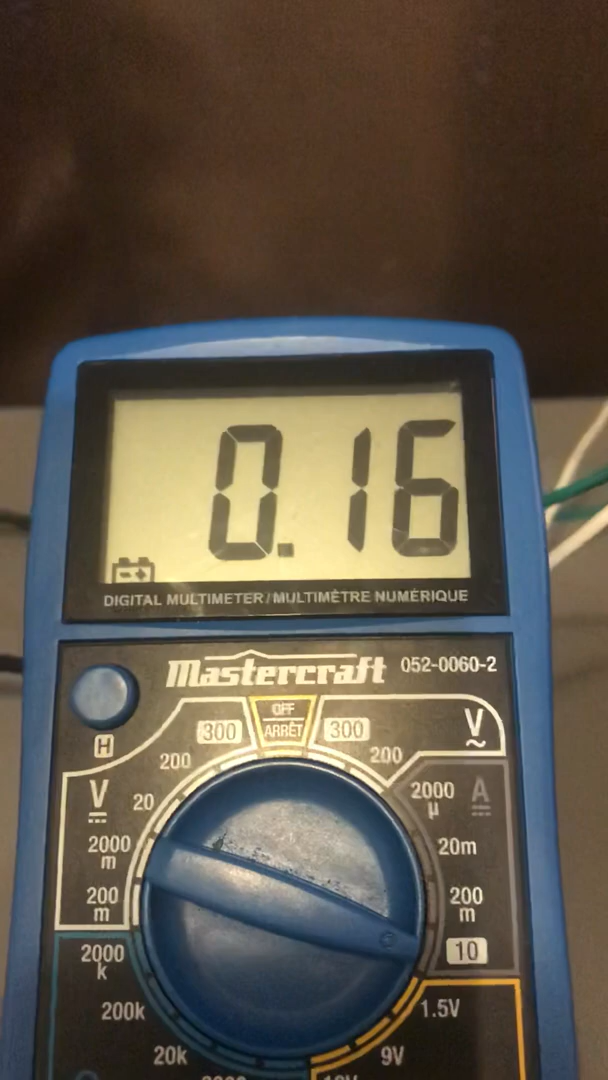 0.16
DIGITAL MULTIMETER / MULTIMÈTRE NUMÉRIQUE
Mastercraft 052-0060-2
OFF
ARRÊT
300
300
V
H
200
200
V
20
2000
µ
A
2000
m
20m
200
m
200
m
2000
k
10
200k
1.5V
20k
9V